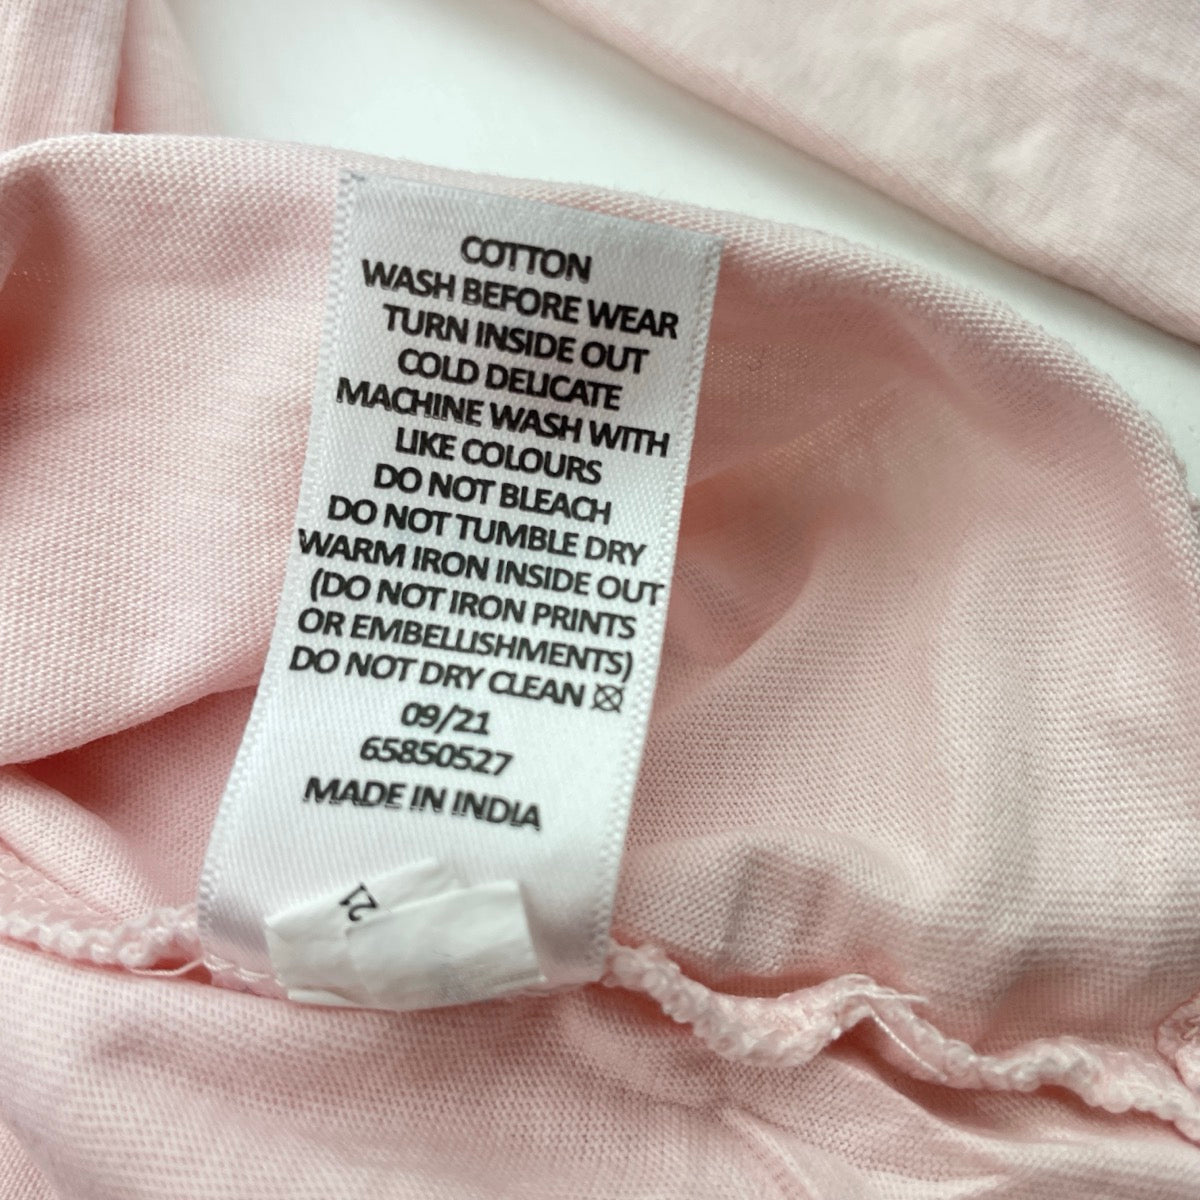 COTTON
WASH BEFORE WEAR
TURN INSIDE OUT
COLD DELICATE
MACHINE WASH WITH
LIKE COLOURS
DO NOT BLEACH
DO NOT TUMBLE DRY
WARM IRON INSIDE OUT
(DO NOT IRON PRINTS
OR EMBELLISHMENTS)
DO NOT DRY CLEAN
09/21
65850527
MADE IN INDIA
21